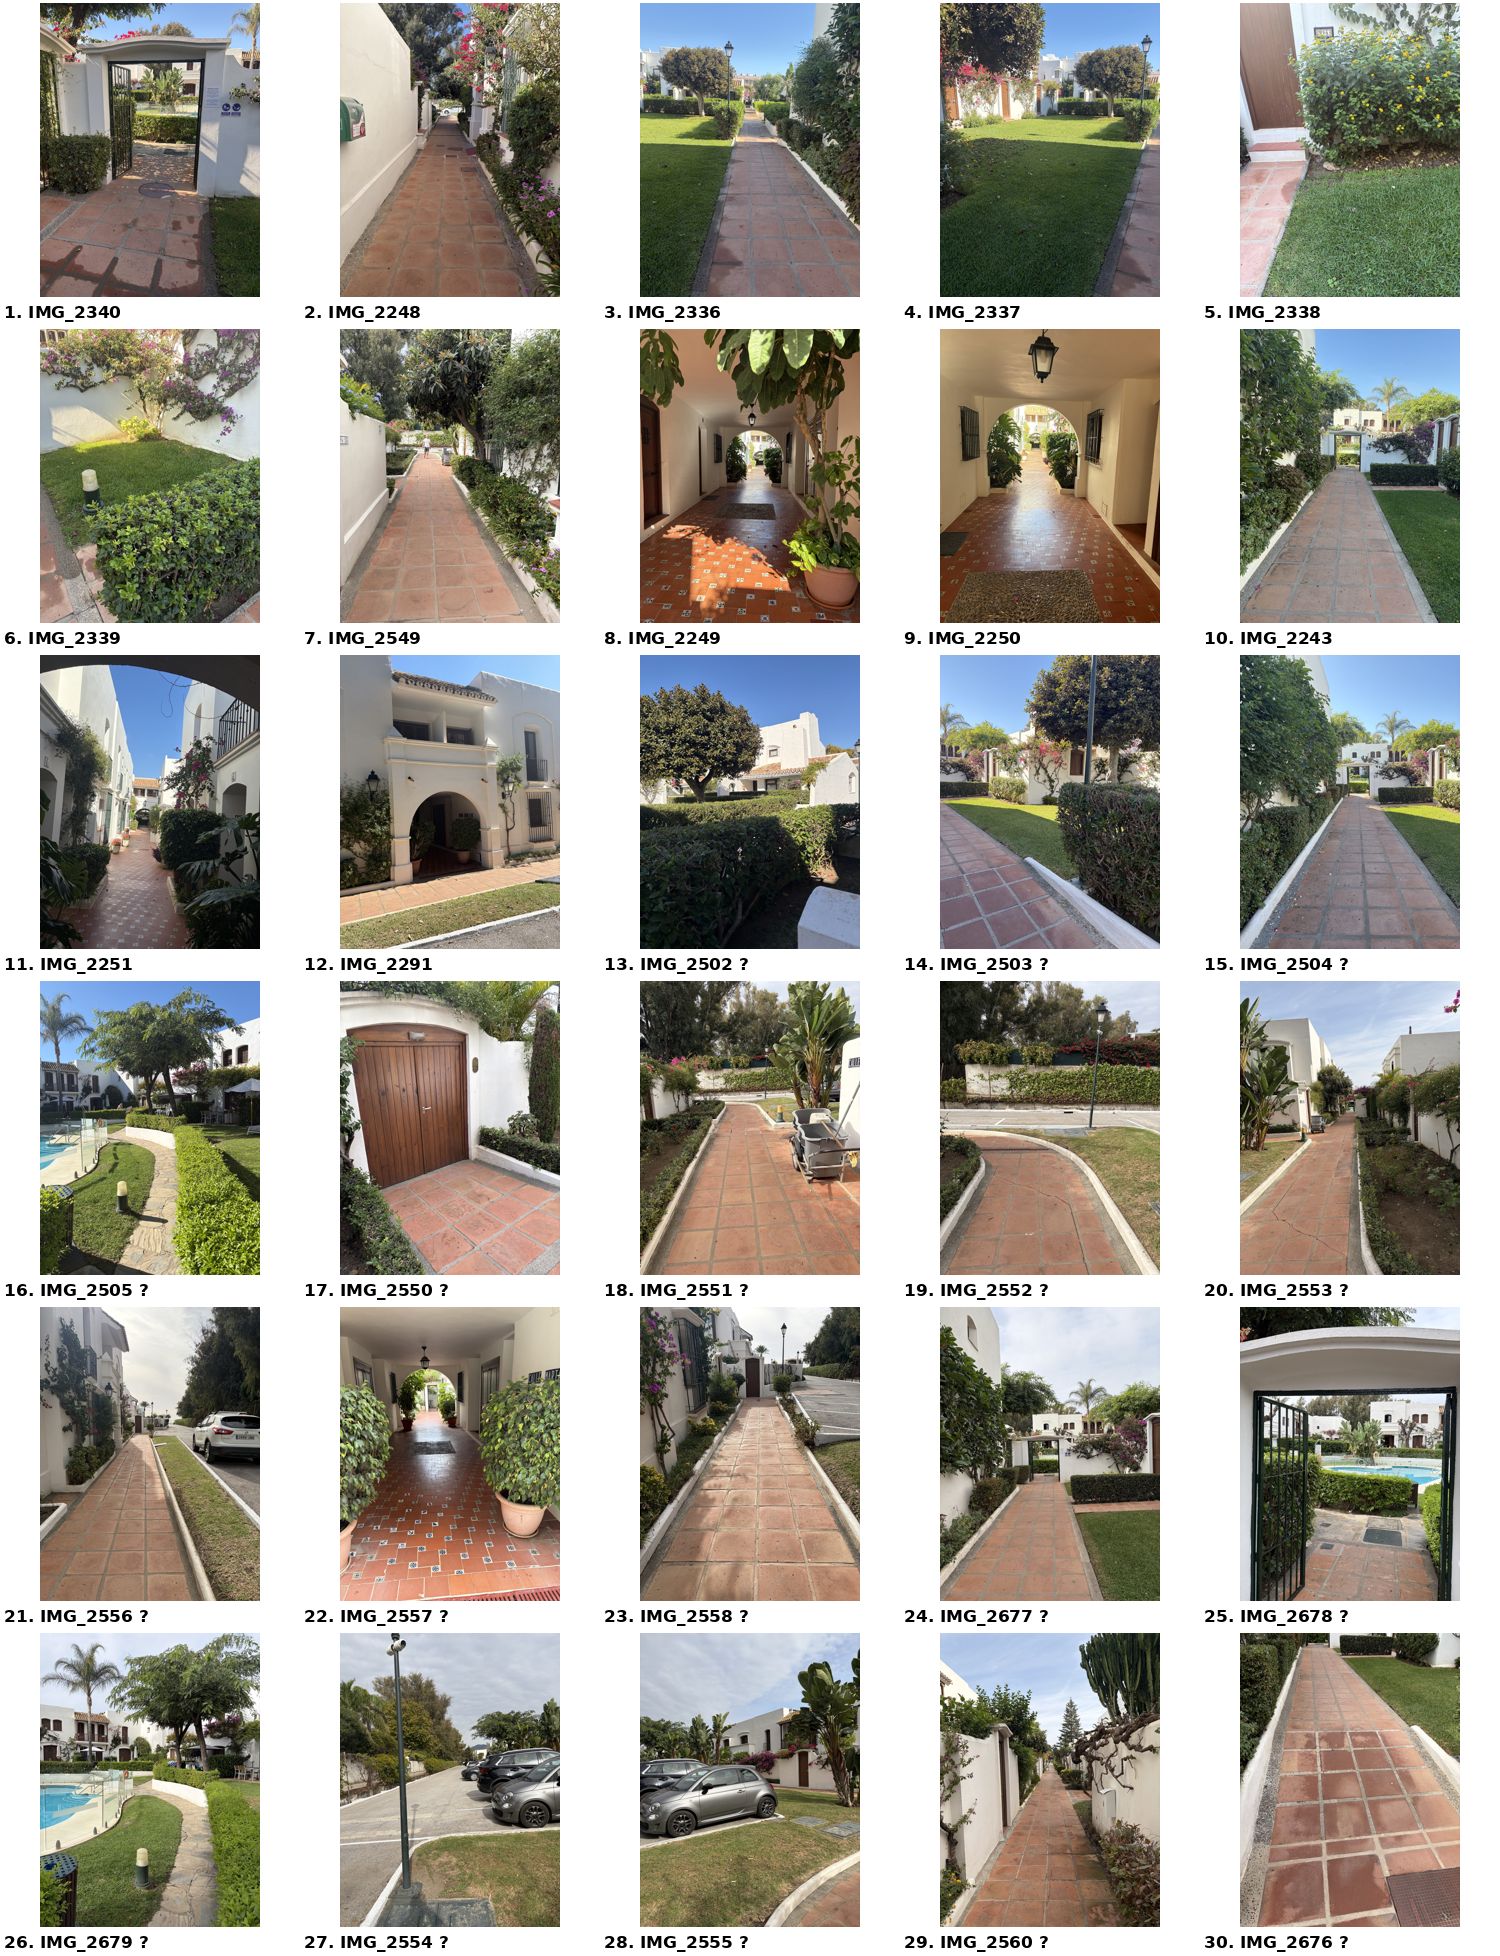 1. IMG_2340
2. IMG_2248
3. IMG_2336
4. IMG_2337
5. IMG_2338
6. IMG_2339
7. IMG_2549
8. IMG_2249
9. IMG_2250
10. IMG_2243
11. IMG_2251
12. IMG_2291
13. IMG_2502 ?
14. IMG_2503 ?
15. IMG_2504 ?
16. IMG_2505 ?
17. IMG_2550 ?
18. IMG_2551 ?
19. IMG_2552 ?
20. IMG_2553 ?
21. IMG_2556 ?
22. IMG_2557 ?
23. IMG_2558 ?
24. IMG_2677 ?
25. IMG_2678 ?
26. IMG_2679 ?
27. IMG_2554 ?
28. IMG_2555 ?
29. IMG_2560 ?
30. IMG_2676 ?